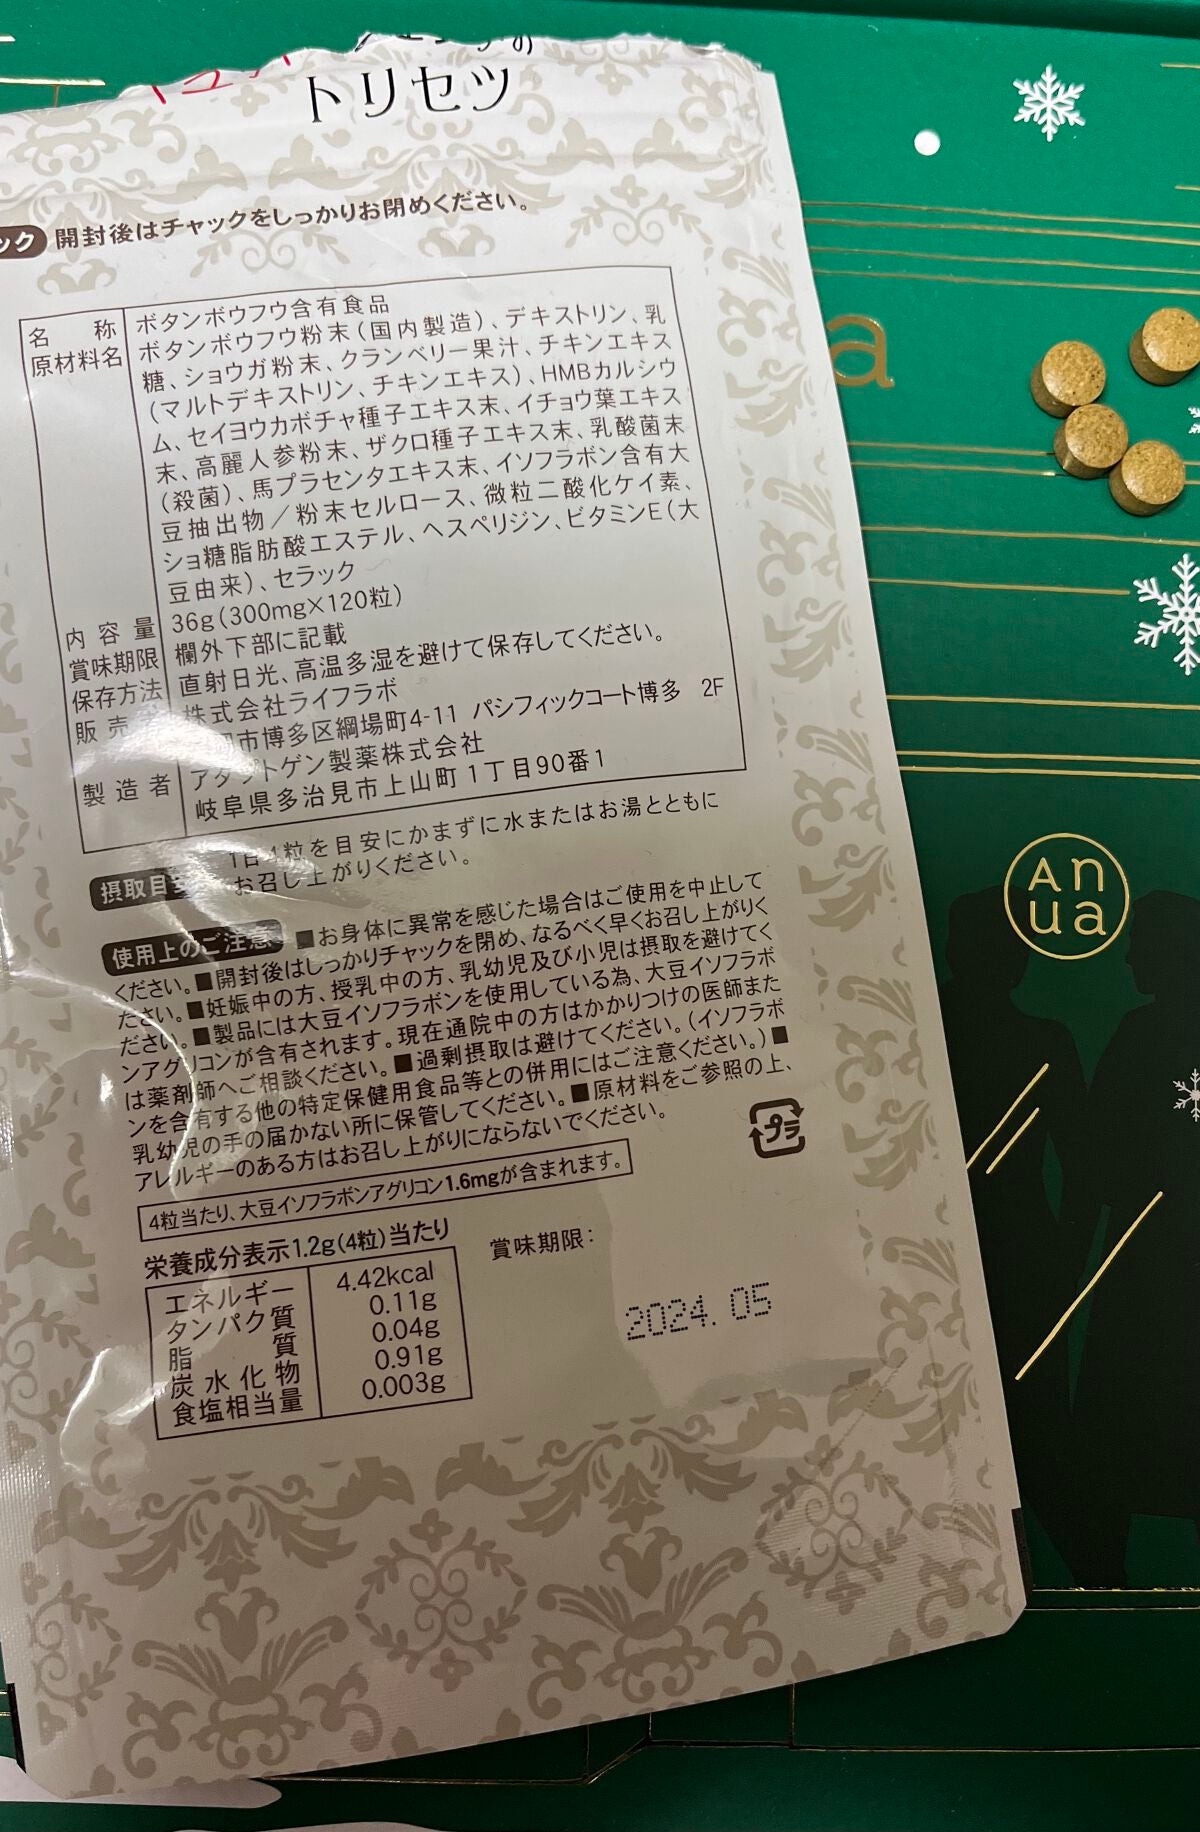 トリセツ
ック 開封後はチャックをしっかりお閉めください。
名 称 ボタンボウフウ含有食品
原材料名 ボタンボウフウ粉末(国内製造)、デキストリン、乳
糖、ショウガ粉末、クランベリー果汁、チキンエキス
(マルトデキストリン、チキンエキス)、HMBカルシウ
ム、セイヨウカボチャ種子エキス末、イチョウ葉エキス
末、高麗人参粉末、ザクロ種子エキス末、乳酸菌末
(殺菌)、馬プラセンタエキス末、イソフラボン含有大
豆抽出物/粉末セルロース、微粒二酸化ケイ素、
ショ糖脂肪酸エステル、ヘスペリジン、ビタミンE(大
豆由来)、セラック
内容量 36g(300mg×120粒)
賞味期限 欄外下部に記載
保存方法 直射日光、高温多湿を避けて保存してください。
販売 株式会社ライフラボ
市博多区綱場町4-11 パシフィックコート博多 2F
製造者 アダプトゲン製薬株式会社
岐阜県多治見市上山町1丁目90番1
摂取目安 1日4粒を目安にかまずに水またはお湯とともに
お召し上がりください。
使用上のご注意 ■お身体に異常を感じた場合はご使用を中止して
ください。■開封後はしっかりチャックを閉め、なるべく早くお召し上がりく
ださい。■妊娠中の方、授乳中の方、乳幼児及び小児は摂取を避けてく
ださい。■製品には大豆イソフラボンを使用している為、大豆イソフラボ
ンアグリコンが含有されます。現在通院中の方はかかりつけの医師また
は薬剤師へご相談ください。■過剰摂取は避けてください。(イソフラボ
ンを含有する他の特定保健用食品等との併用にはご注意ください。)■
乳幼児の手の届かない所に保管してください。■原材料をご参照の上、
アレルギーのある方はお召し上がりにならないでください。
プラ
4粒当たり、大豆イソフラボンアグリコン1.6mgが含まれます。
栄養成分表示1.2g(4粒)当たり
エネルギー 4.42kcal
タンパク質 0.11g
脂質 0.04g
炭水化物 0.91g
食塩相当量 0.003g
賞味期限:
2024.05
a
An
ua